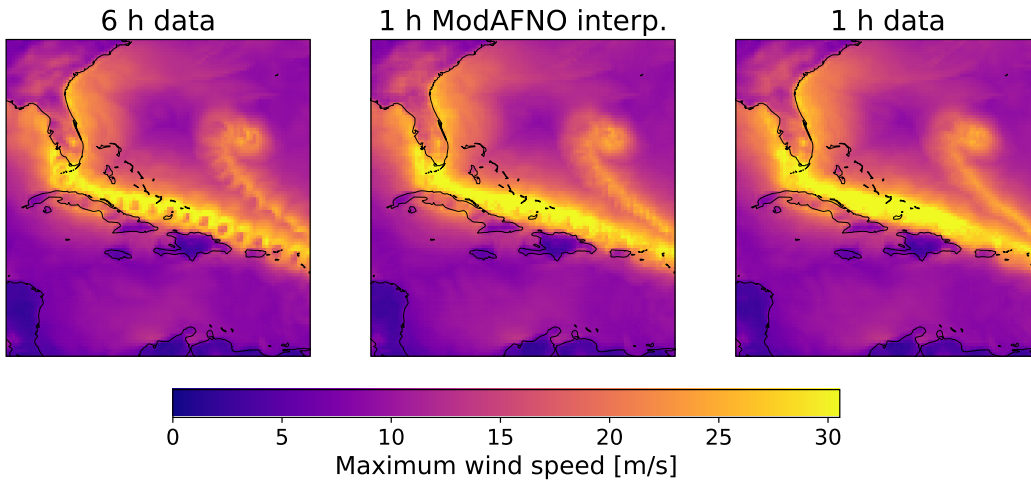 6 h data
1 h ModAFNO interp.
1 h data
0 5 10 15 20 25 30
Maximum wind speed [m/s]